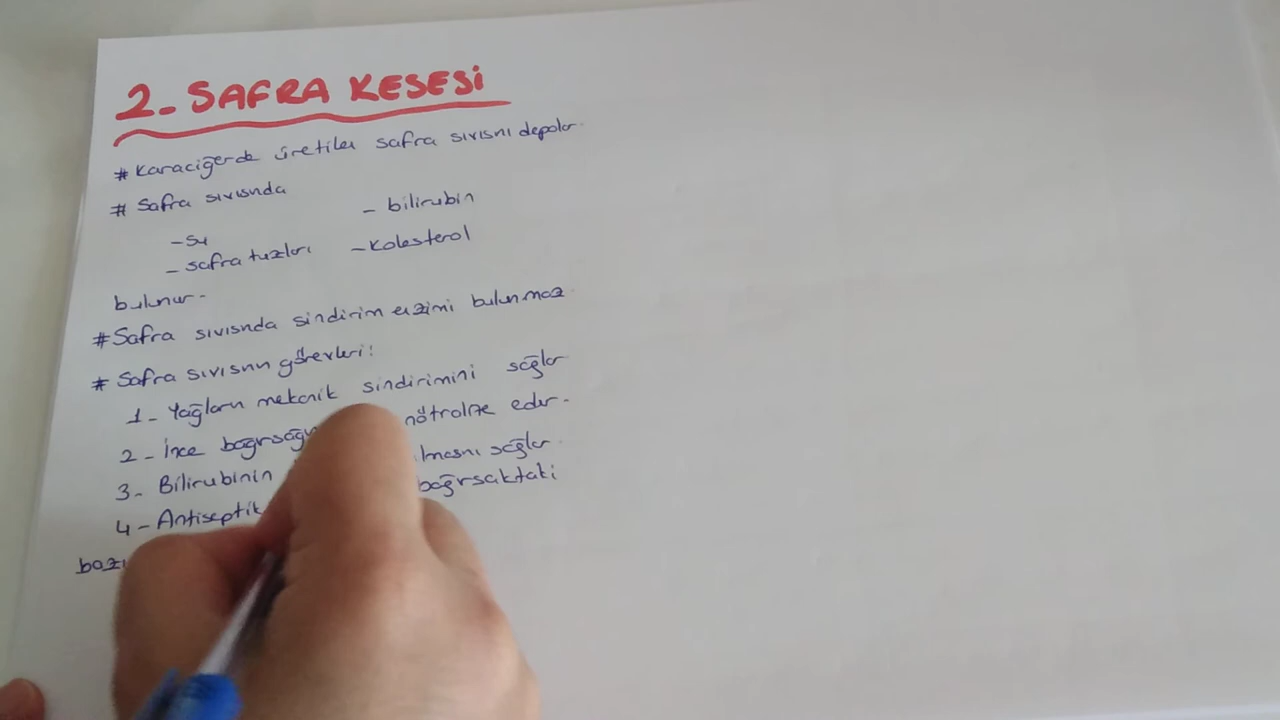 2- SAFRA KESESİ
# Karaciğerde üretilen safra sıvısını depolar.
# Safra sıvısında
- Su - bilirubin
- safra tuzları - Kolesterol
bulunur.
# Safra sıvısında sindirim enzimi bulunmaz.
# Safra sıvısının görevleri:
1- Yağların mekanik sindirimini sağlar
2- İnce nötralize eder.
3- Bilirubinin sağlar.
4- Antiseptik bağırsaktaki